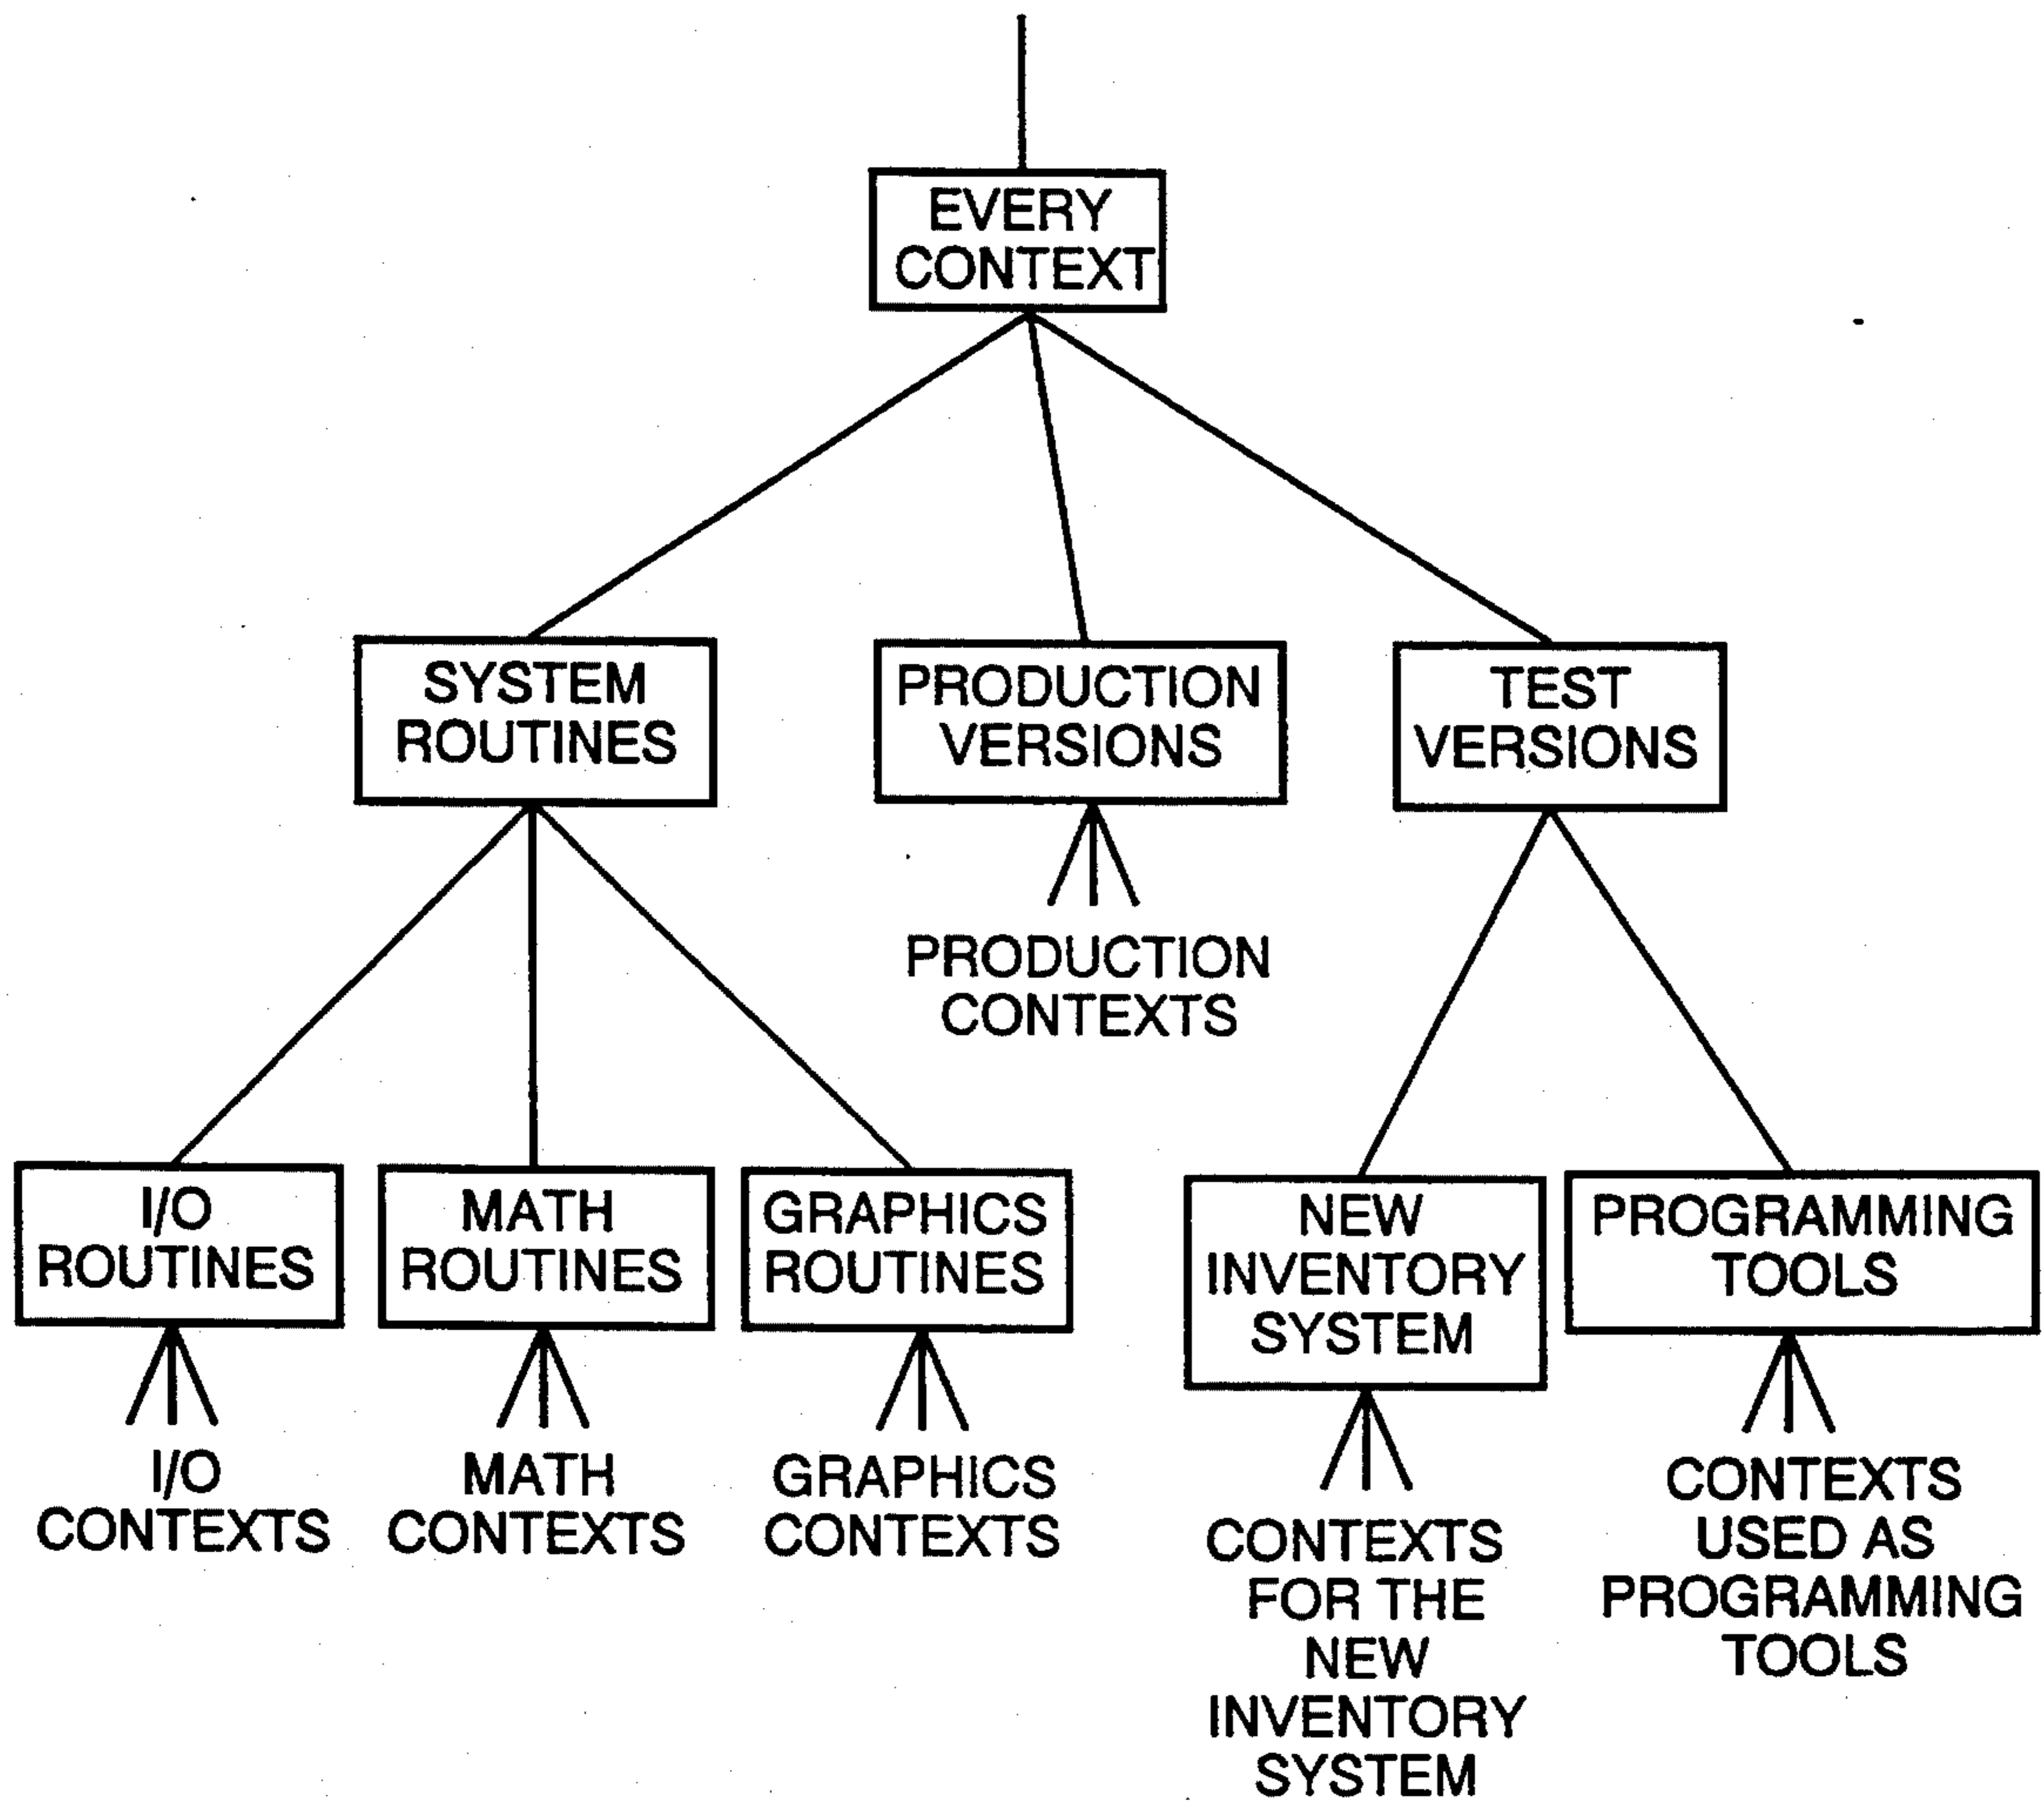 EVERY
CONTEXT
SYSTEM
ROUTINES
PRODUCTION
VERSIONS
TEST
VERSIONS
PRODUCTION
CONTEXTS
I/O
ROUTINES
MATH
ROUTINES
GRAPHICS
ROUTINES
NEW
INVENTORY
SYSTEM
PROGRAMMING
TOOLS
I/O
CONTEXTS
MATH
CONTEXTS
GRAPHICS
CONTEXTS
CONTEXTS
FOR THE
NEW
INVENTORY
SYSTEM
CONTEXTS
USED AS
PROGRAMMING
TOOLS